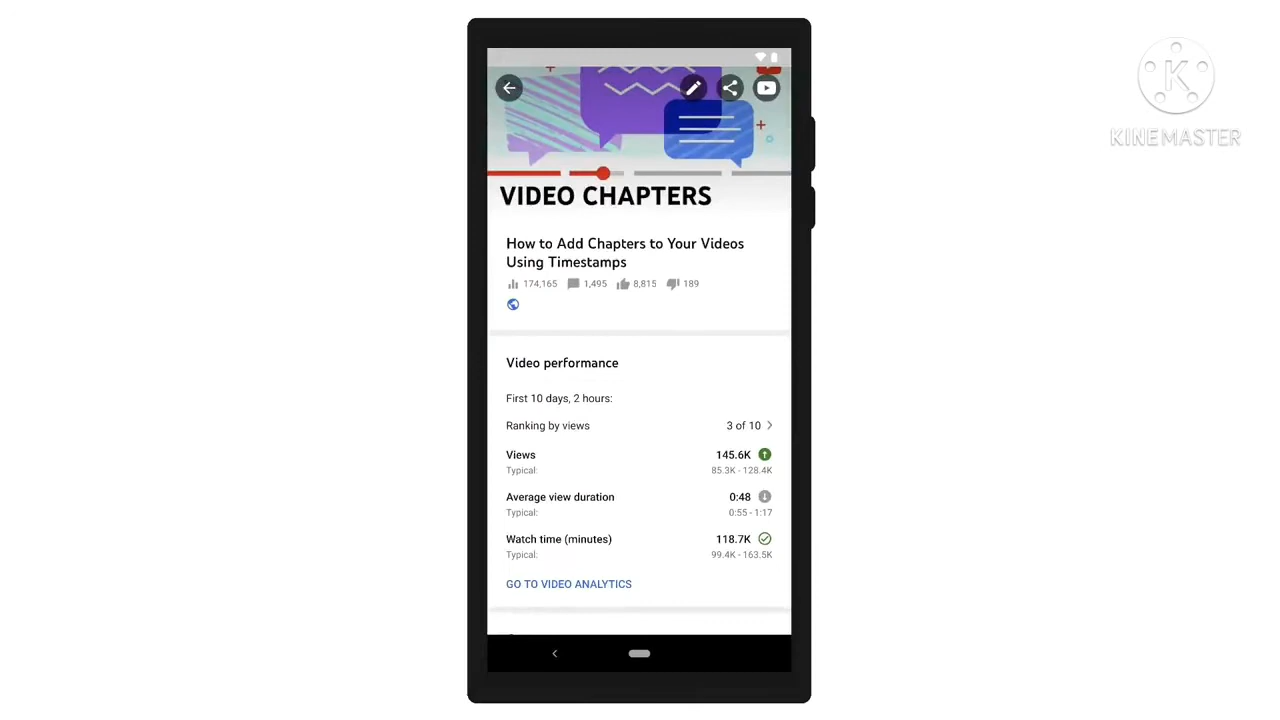 KINEMASTER
VIDEO CHAPTERS
How to Add Chapters to Your Videos
Using Timestamps
174,165 1,495 8,815 189
Video performance
First 10 days, 2 hours:
Ranking by views 3 of 10
Views 145.6K
Typical: 85.3K - 128.4K
Average view duration 0:48
Typical: 0:55 - 1:17
Watch time (minutes) 118.7K
Typical: 99.4K - 163.5K
GO TO VIDEO ANALYTICS